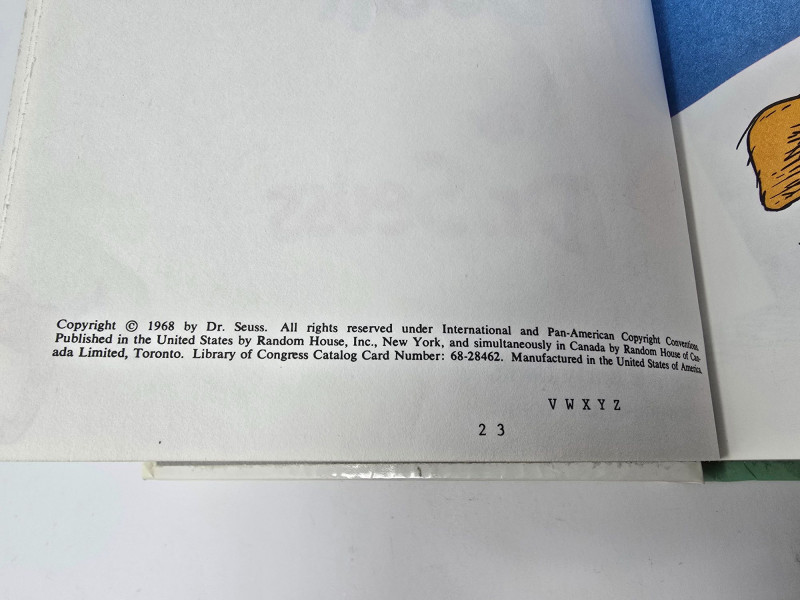 Dr. Seuss
Copyright © 1968 by Dr. Seuss. All rights reserved under International and Pan-American Copyright Conventions.
Published in the United States by Random House, Inc., New York, and simultaneously in Canada by Random House of Can-
ada Limited, Toronto. Library of Congress Catalog Card Number: 68-28462. Manufactured in the United States of America.
V W X Y Z
2 3